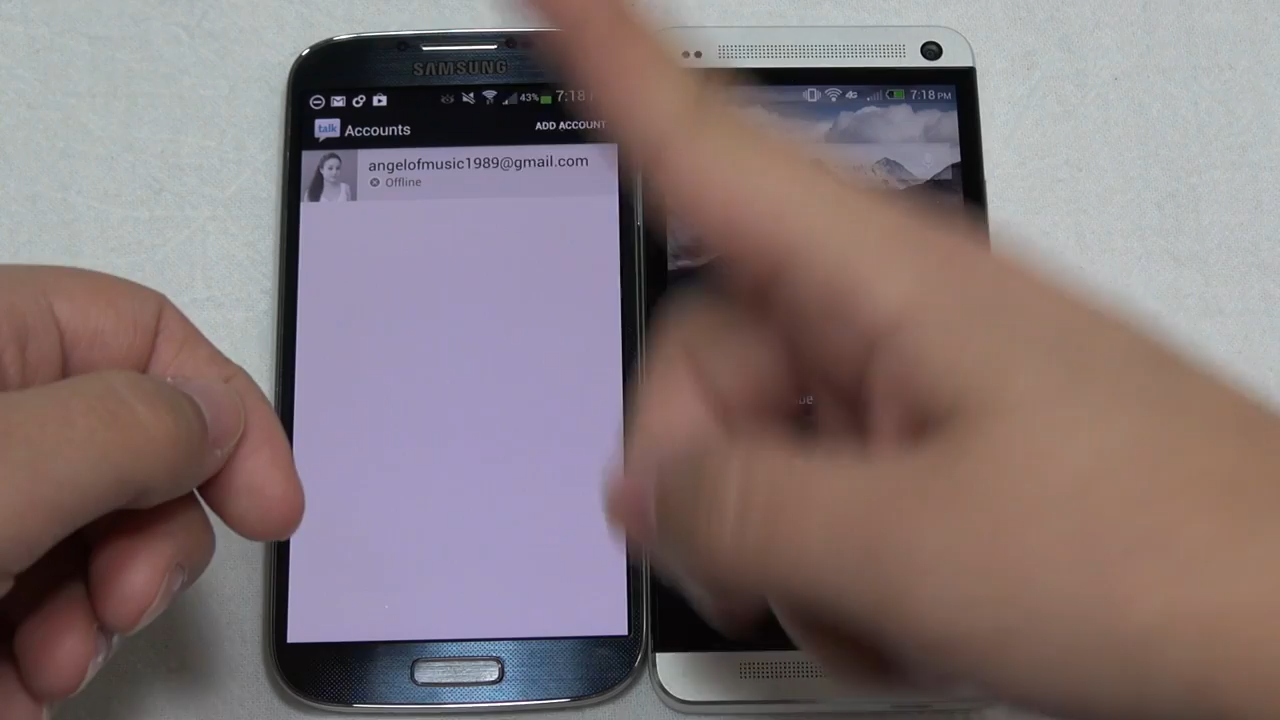 SAMSUNG
43% 7:18
talk Accounts ADD ACCOUNT
angelofmusic1989@gmail.com
Offline
4G 7:18 PM